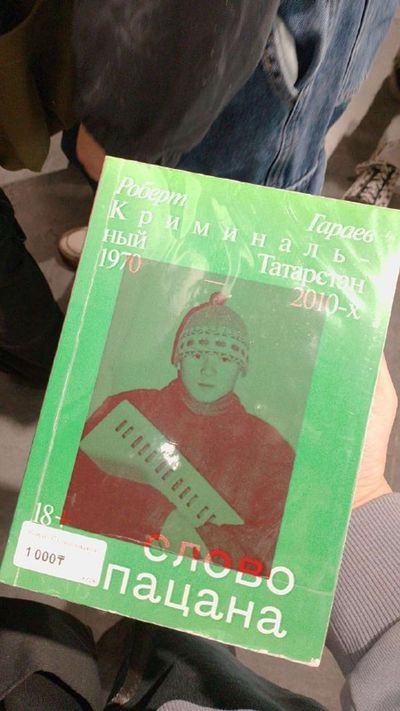 Роберт Гараев
Криминаль-
ный Татарстан
1970 — 2010-х
18+
1 000 ₸
слово
пацана